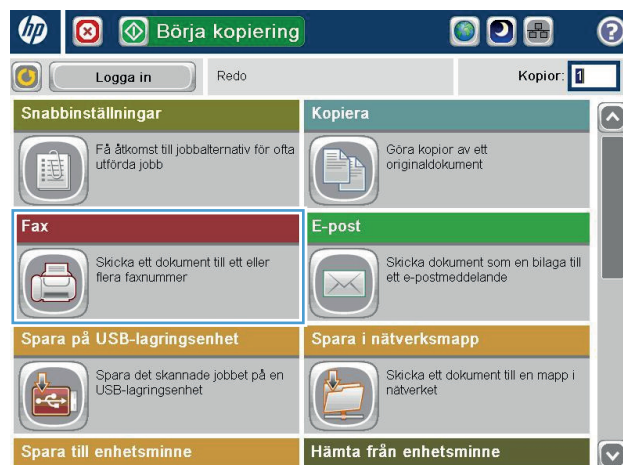 hp
Börja kopiering
?
Logga in
Redo
Kopior: 1
Snabbinställningar
Få åtkomst till jobbalternativ för ofta
utförda jobb
Kopiera
Göra kopior av ett
originaldokument
Fax
Skicka ett dokument till ett eller
flera faxnummer
E-post
Skicka dokument som en bilaga till
ett e-postmeddelande
Spara på USB-lagringsenhet
Spara det skannade jobbet på en
USB-lagringsenhet
Spara i nätverksmapp
Skicka ett dokument till en mapp i
nätverket
Spara till enhetsminne
Hämta från enhetsminne